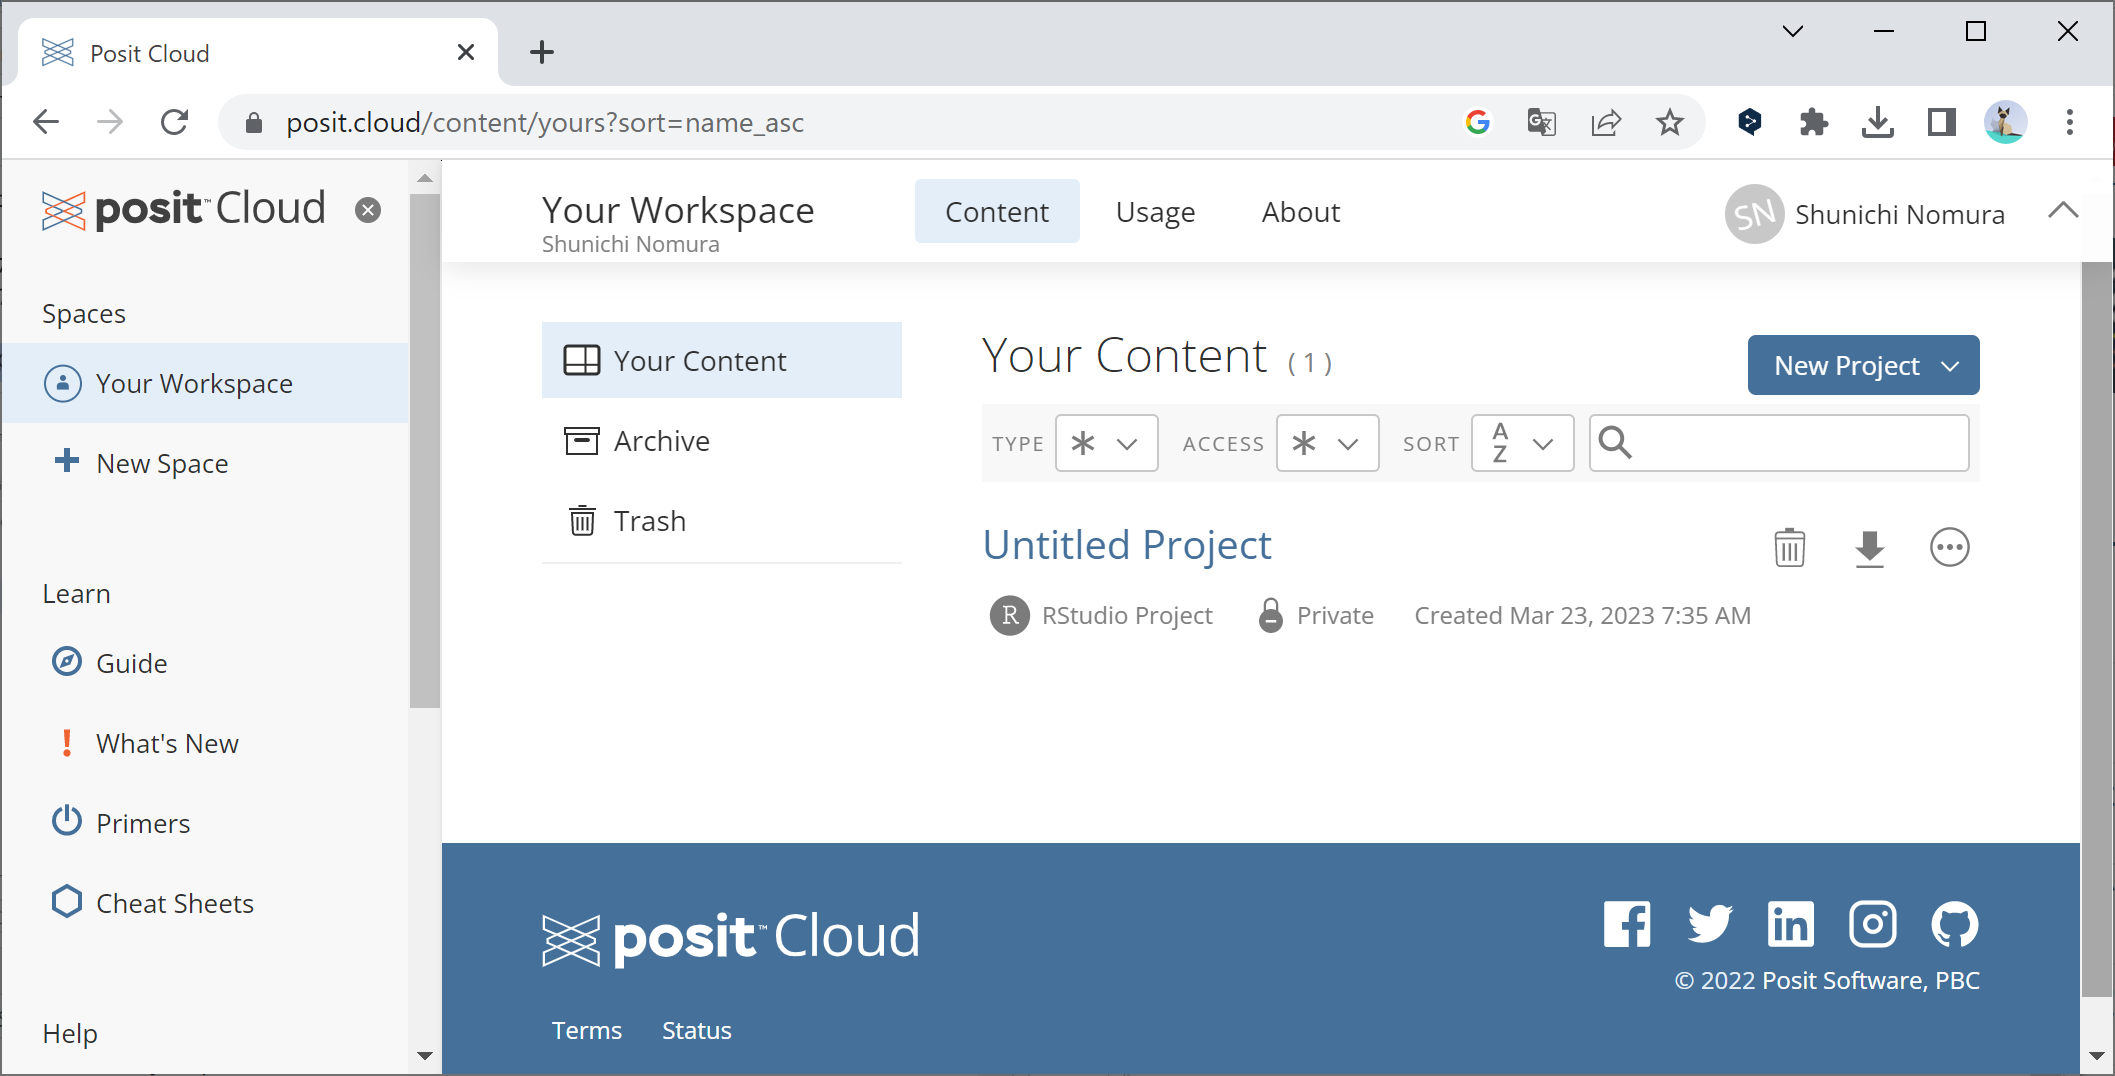 Posit Cloud
posit.cloud/content/yours?sort=name_asc
posit™ Cloud
Spaces
Your Workspace
New Space
Learn
Guide
What's New
Primers
Cheat Sheets
Help
Your Workspace
Shunichi Nomura
Content
Usage
About
SN
Shunichi Nomura
Your Content
Archive
Trash
Your Content (1)
New Project
TYPE * ACCESS * SORT A Z
Untitled Project
R RStudio Project Private Created Mar 23, 2023 7:35 AM
posit™ Cloud
© 2022 Posit Software, PBC
Terms Status